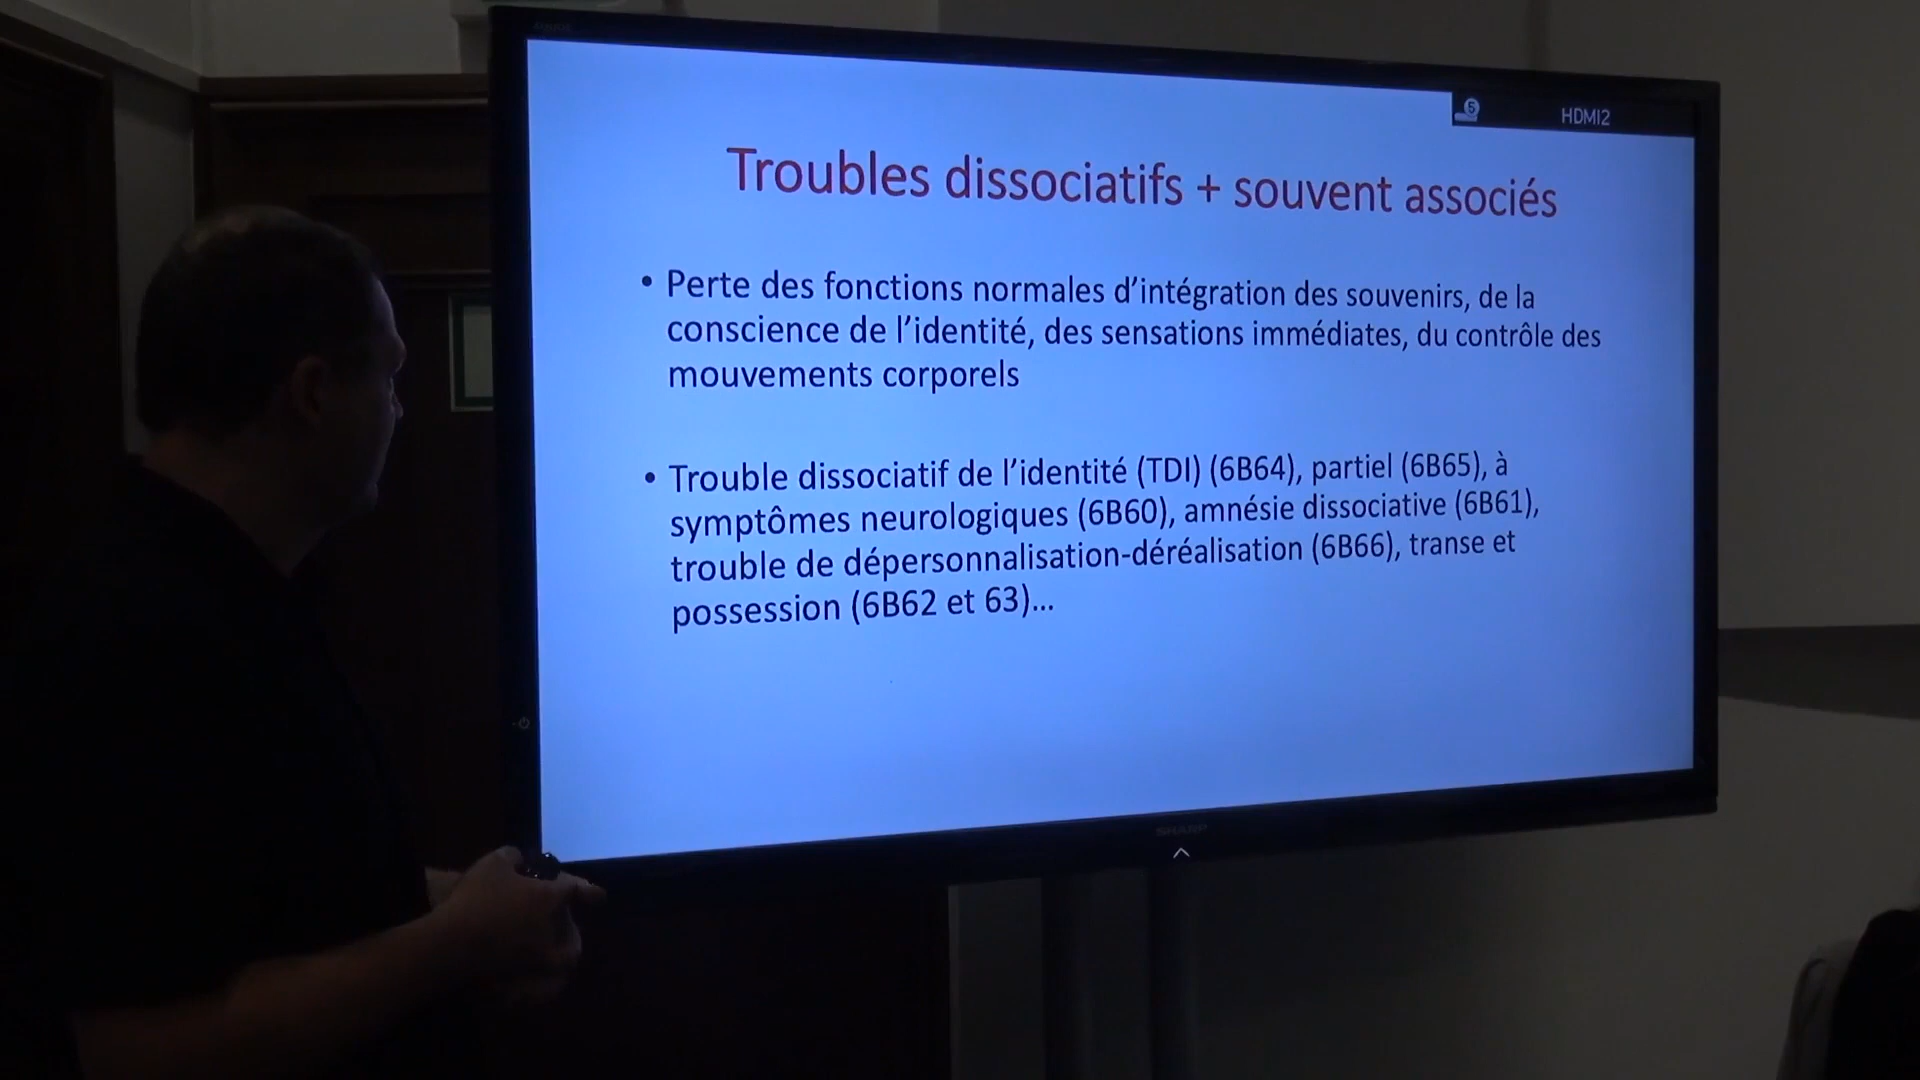 HDMI2
Troubles dissociatifs + souvent associés
• Perte des fonctions normales d’intégration des souvenirs, de la
conscience de l’identité, des sensations immédiates, du contrôle des
mouvements corporels
• Trouble dissociatif de l’identité (TDI) (6B64), partiel (6B65), à
symptômes neurologiques (6B60), amnésie dissociative (6B61),
trouble de dépersonnalisation-déréalisation (6B66), transe et
possession (6B62 et 63)...
SHARP